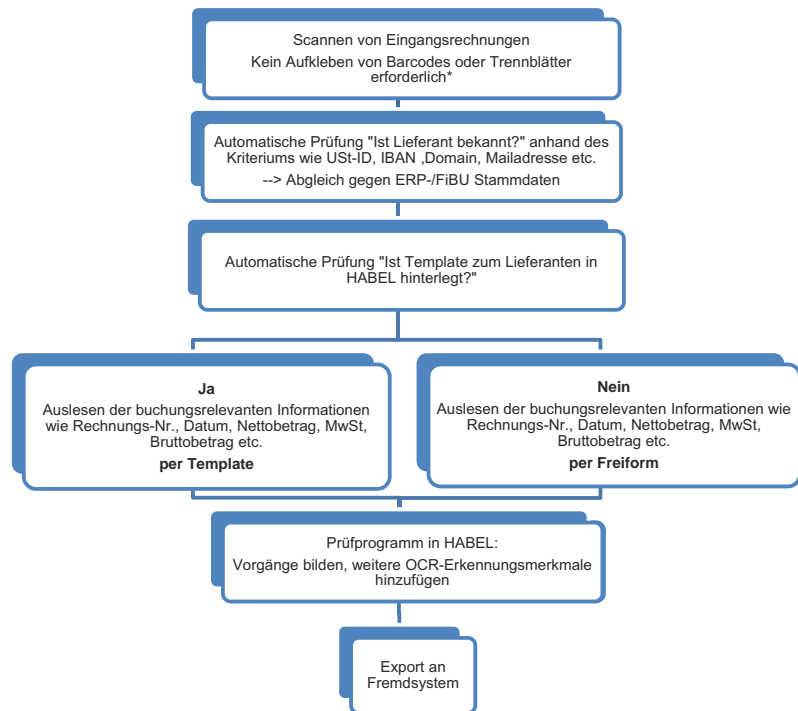 Scannen von Eingangsrechnungen
Kein Aufkleben von Barcodes oder Trennblätter
erforderlich*
Automatische Prüfung "Ist Lieferant bekannt?" anhand des
Kriteriums wie USt-ID, IBAN ,Domain, Mailadresse etc.
--> Abgleich gegen ERP-/FiBU Stammdaten
Automatische Prüfung "Ist Template zum Lieferanten in
HABEL hinterlegt?"
Ja
Auslesen der buchungsrelevanten Informationen
wie Rechnungs-Nr., Datum, Nettobetrag, MwSt,
Bruttobetrag etc.
per Template
Nein
Auslesen der buchungsrelevanten Informationen wie
Rechnungs-Nr., Datum, Nettobetrag, MwSt,
Bruttobetrag etc.
per Freiform
Prüfprogramm in HABEL:
Vorgänge bilden, weitere OCR-Erkennungsmerkmale
hinzufügen
Export an
Fremdsystem